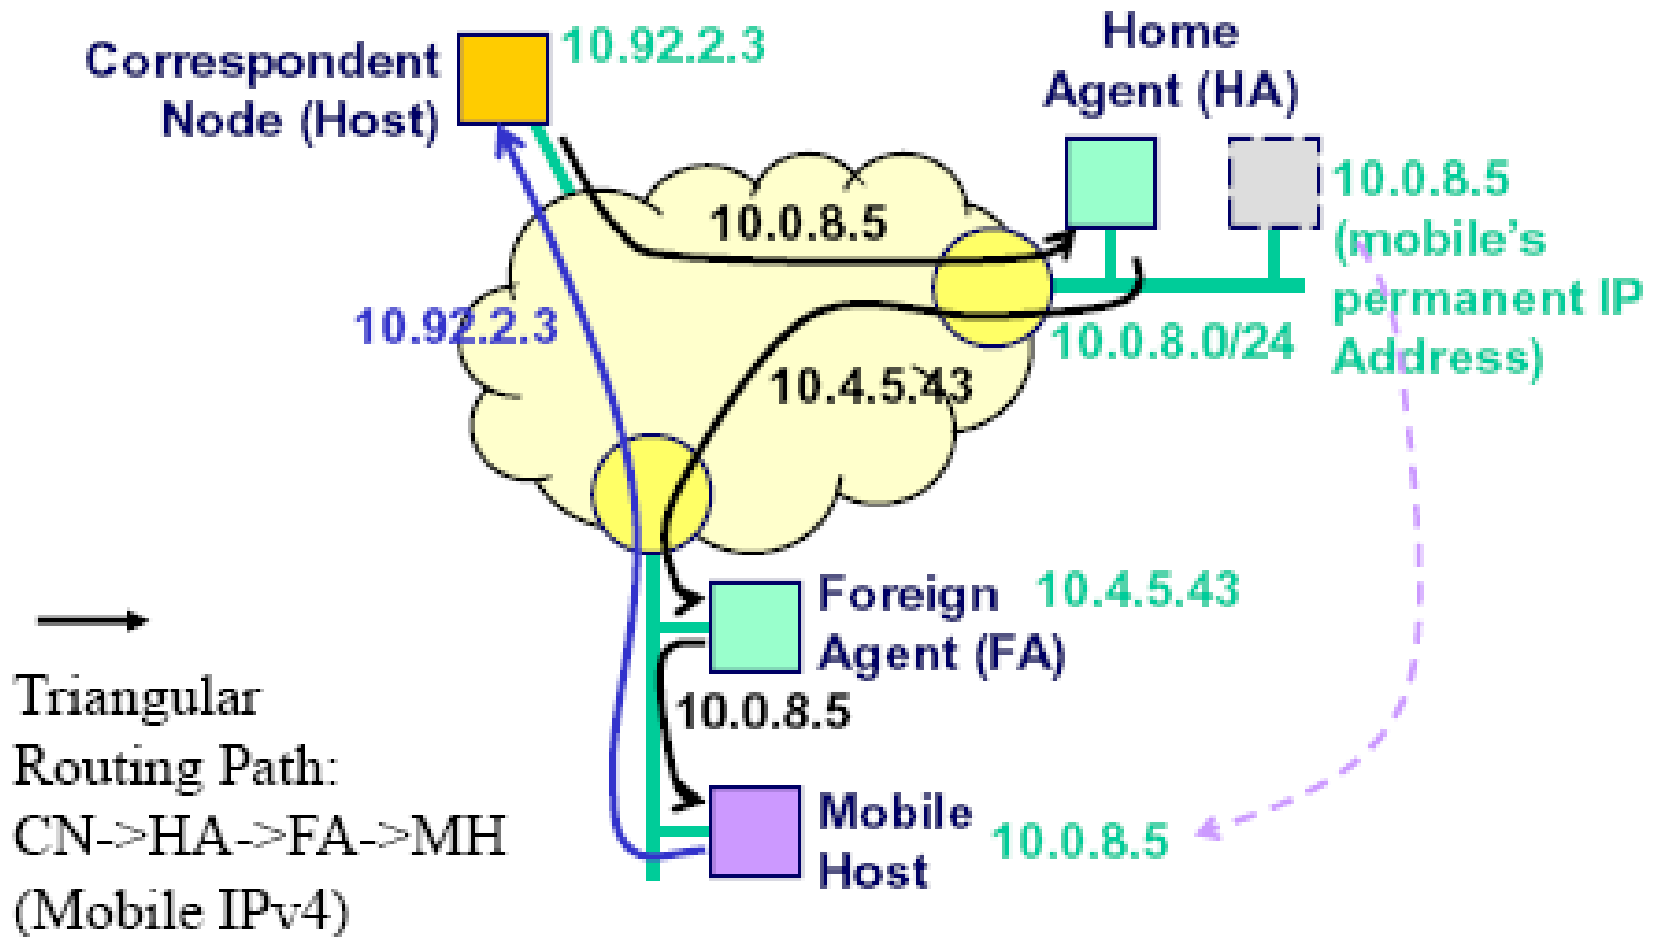 Correspondent
Node (Host)
10.92.2.3
Home
Agent (HA)
10.0.8.5
(mobile's
permanent IP
Address)
10.0.8.5
10.92.2.3
10.0.8.0/24
10.4.5.43
Foreign
Agent (FA)
10.4.5.43
10.0.8.5
Mobile
Host
10.0.8.5
Triangular
Routing Path:
CN->HA->FA->MH
(Mobile IPv4)